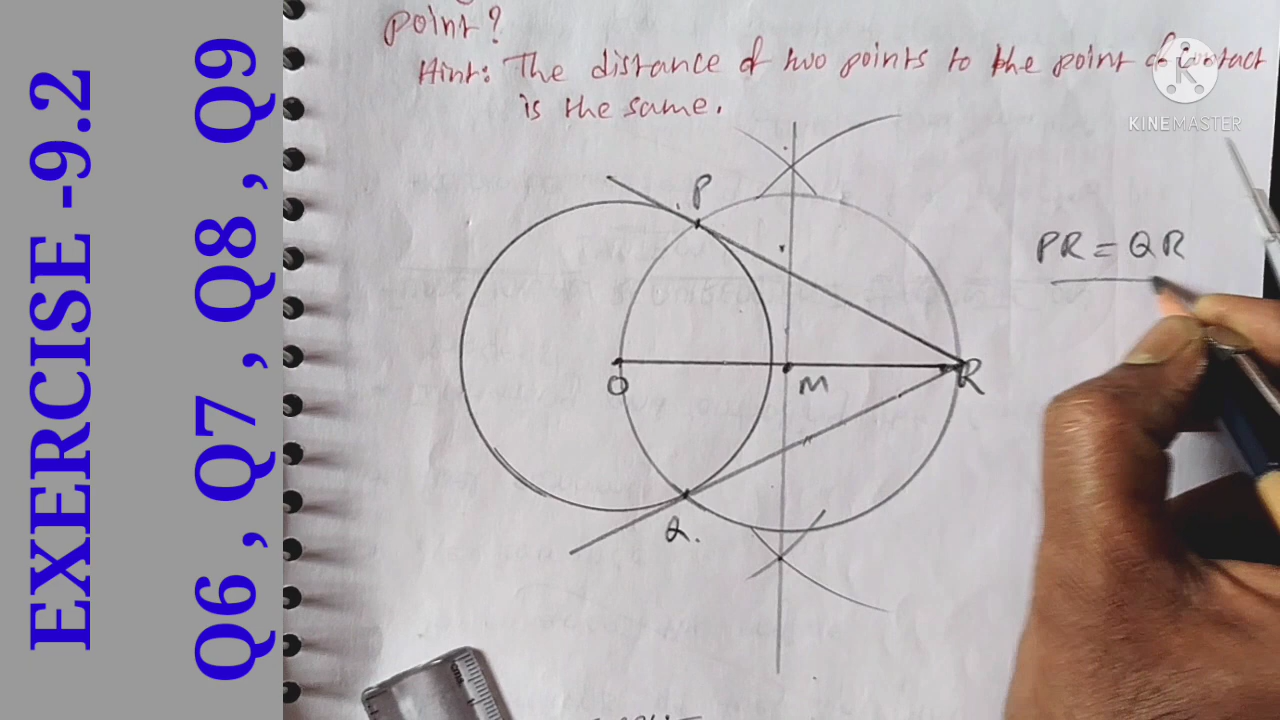 EXERCISE -9.2
Q6 , Q7 , Q8 , Q9
point?
Hint: The distance of two points to the point of contact
is the same.
K
KINEMASTER
P
PR = QR
O
M
R
Q.